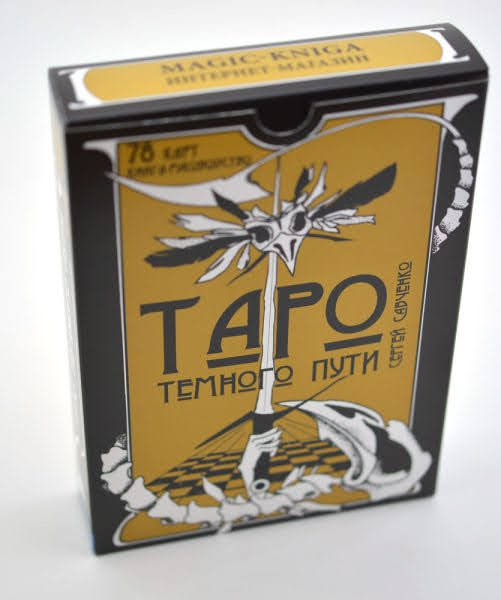 MAGIC-KNIGA
ИНТЕРНЕТ-МАГАЗИН
78 КАРТ
КНИГА-РУКОВОДСТВО
ТАРО
ТЕМНОГО ПУТИ
СЕРГЕЙ САВЧЕНКО